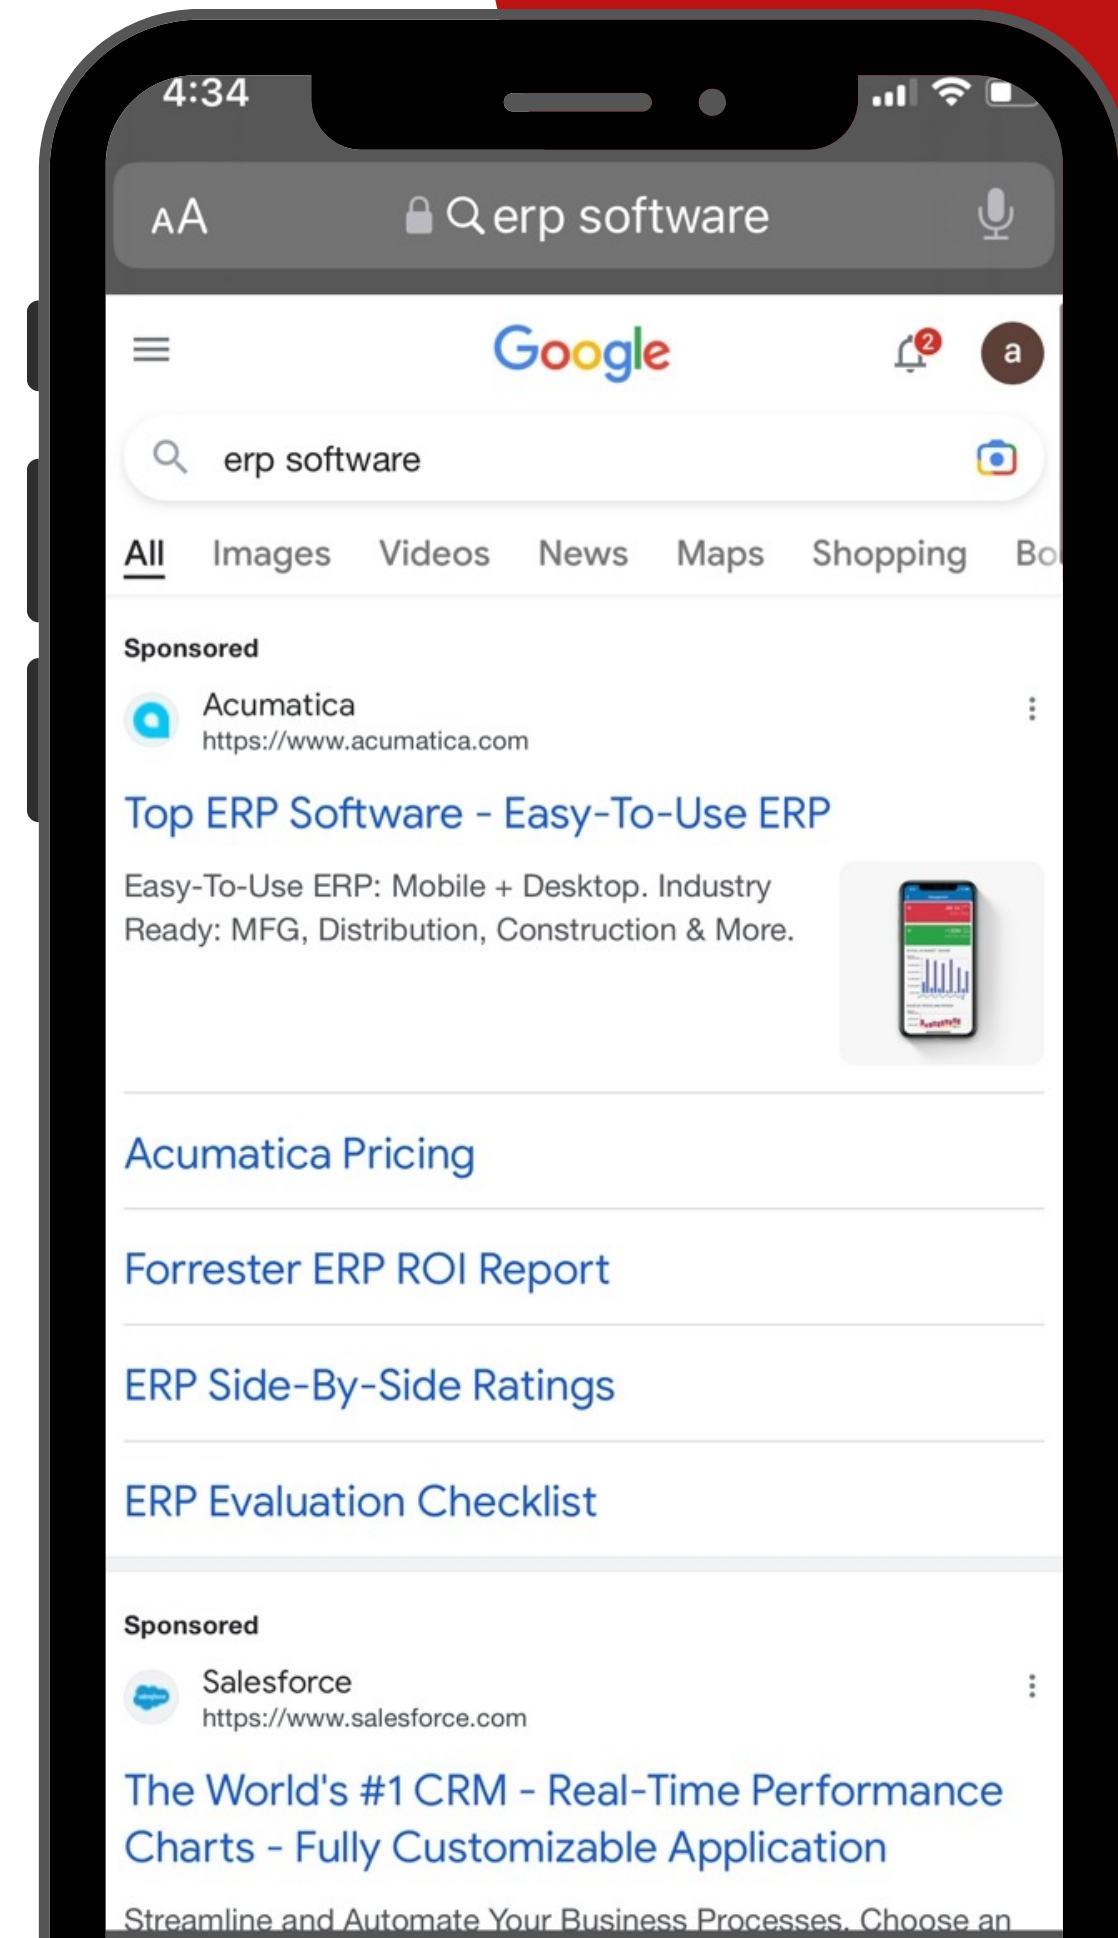 4:34
AA erp software
Google
2
a
erp software
All Images Videos News Maps Shopping
Sponsored
Acumatica
https://www.acumatica.com
Top ERP Software - Easy-To-Use ERP
Easy-To-Use ERP: Mobile + Desktop. Industry
Ready: MFG, Distribution, Construction & More.
Acumatica Pricing
Forrester ERP ROI Report
ERP Side-By-Side Ratings
ERP Evaluation Checklist
Sponsored
Salesforce
https://www.salesforce.com
The World's #1 CRM - Real-Time Performance
Charts - Fully Customizable Application
Streamline and Automate Your Business Processes. Choose an